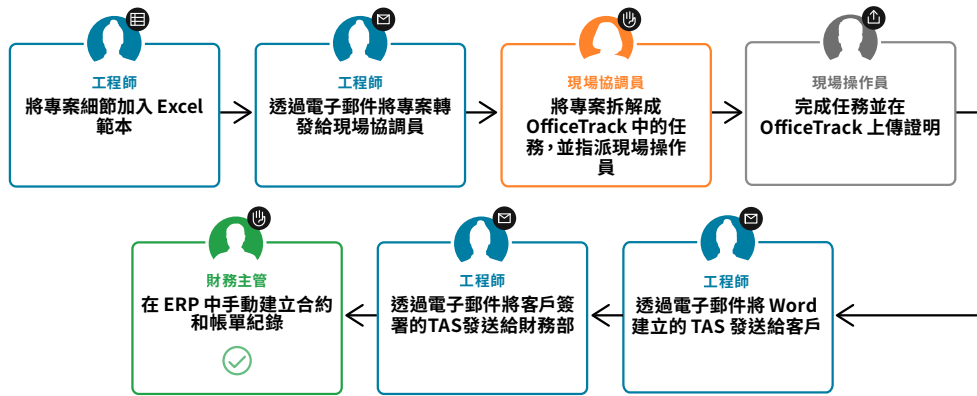 工程師
將專案細節加入 Excel
範本
工程師
透過電子郵件將專案轉
發給現場協調員
現場協調員
將專案拆解成
OfficeTrack 中的任
務，並指派現場操作
員
現場操作員
完成任務並在
OfficeTrack 上傳證明
財務主管
在 ERP 中手動建立合約
和帳單紀錄
工程師
透過電子郵件將客戶簽
署的TAS發送給財務部
工程師
透過電子郵件將 Word
建立的 TAS 發送給客戶